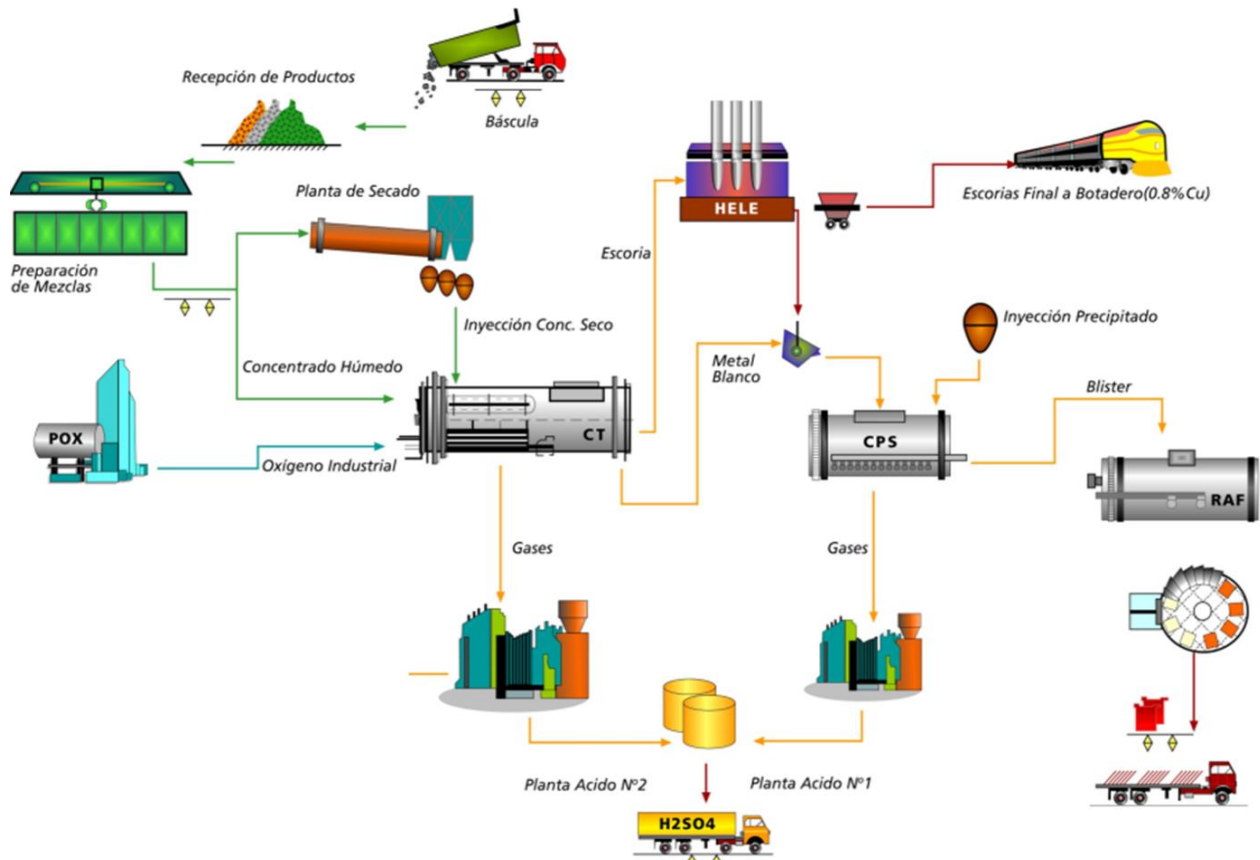 Recepción de Productos
Báscula
Planta de Secado
HELE
Escorias Final a Botadero(0.8%Cu)
Escoria
Preparación
de Mezclas
Inyección Conc. Seco
Inyección Precipitado
Concentrado Húmedo
Metal
Blanco
Blister
POX
CT
CPS
Oxígeno Industrial
RAF
Gases
Gases
Planta Acido Nº2
Planta Acido Nº1
H2SO4